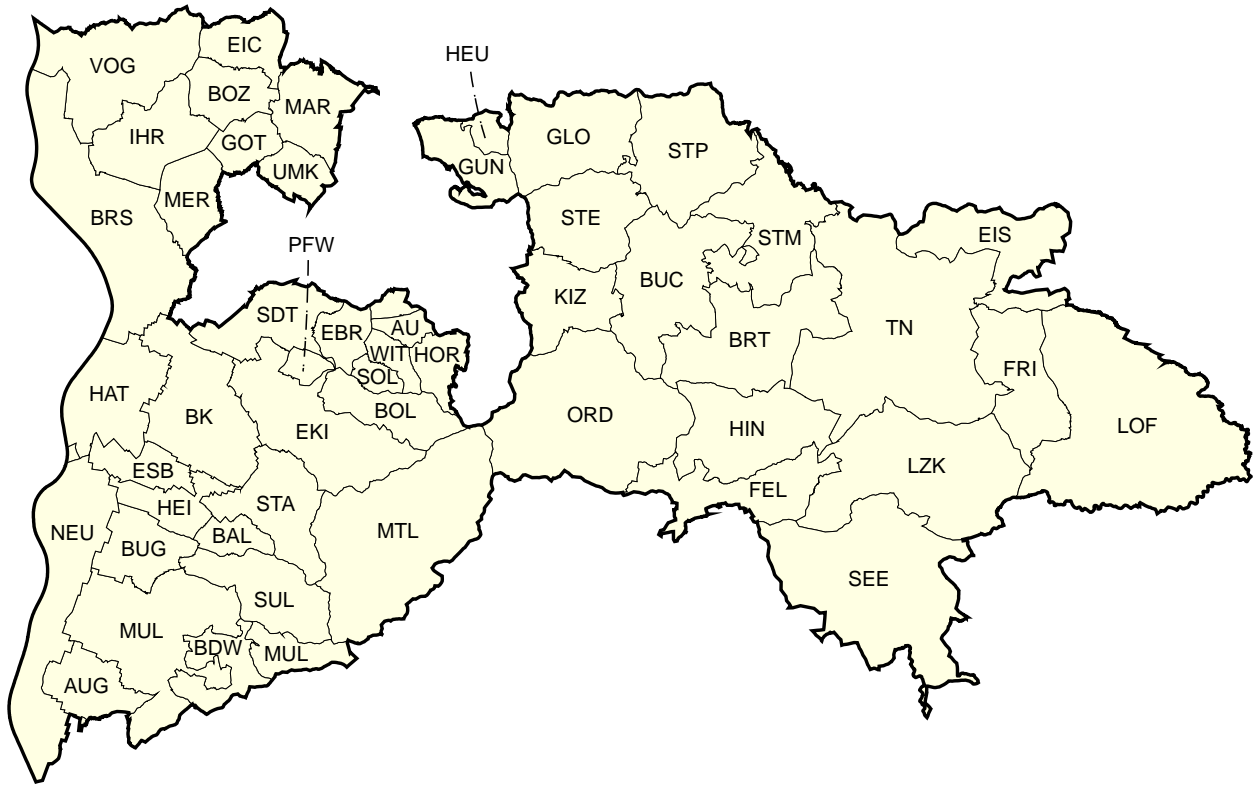 EIC
HEU
VOG
BOZ
MAR
IHR
GOT
GLO
STP
GUN
UMK
MER
BRS
STE
STM
EIS
PFW
BUC
KIZ
SDT
EBR
AU
TN
BRT
WIT
HOR
FRI
SOL
HAT
BK
BOL
ORD
EKI
HIN
LOF
ESB
LZK
FEL
HEI
STA
NEU
BAL
MTL
BUG
SEE
SUL
MUL
BDW
MUL
AUG